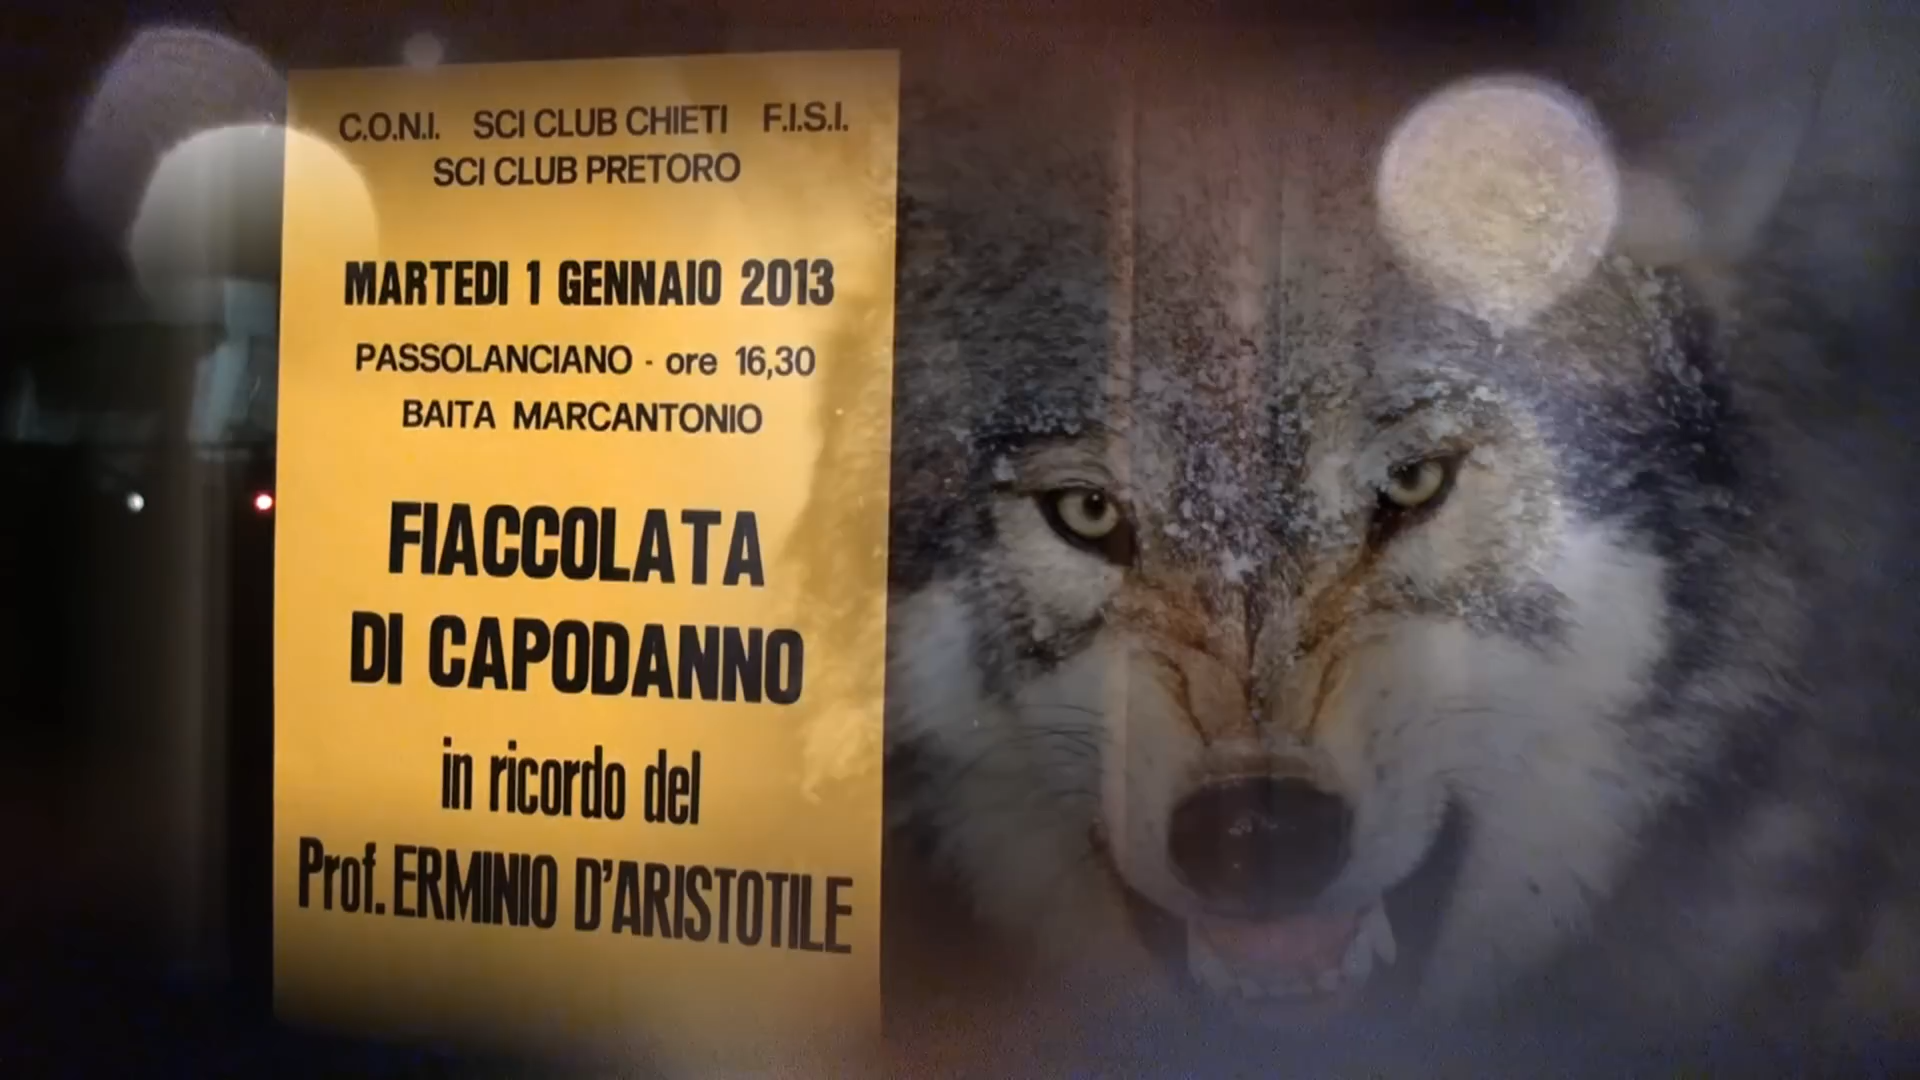 C.O.N.I. SCI CLUB CHIETI F.I.S.I.
SCI CLUB PRETORO
MARTEDI 1 GENNAIO 2013
PASSOLANCIANO - ore 16,30
BAITA MARCANTONIO
FIACCOLATA
DI CAPODANNO
in ricordo del
Prof. ERMINIO D'ARISTOTILE